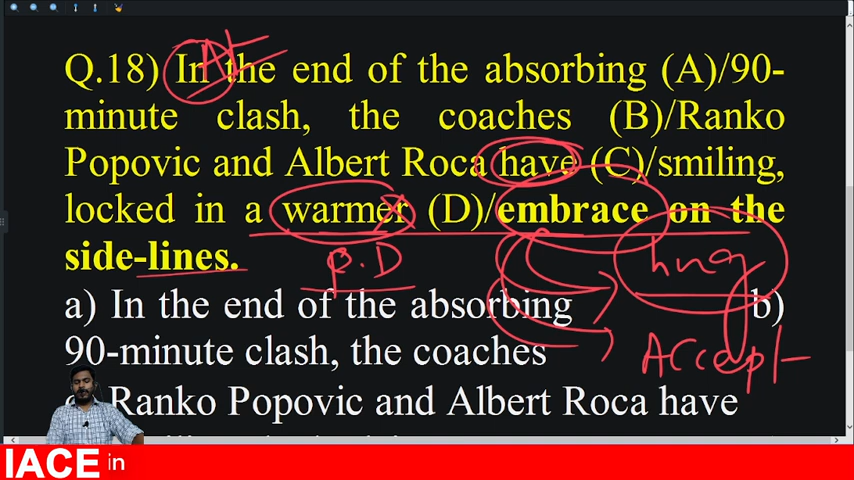 At
Q.18) In the end of the absorbing (A)/90-
minute clash, the coaches (B)/Ranko
Popovic and Albert Roca have (C)/smiling,
locked in a warmer (D)/embrace on the
side-lines.
P.D
hug
a) In the end of the absorbing b)
90-minute clash, the coaches
Accept
Ranko Popovic and Albert Roca have
IACE in